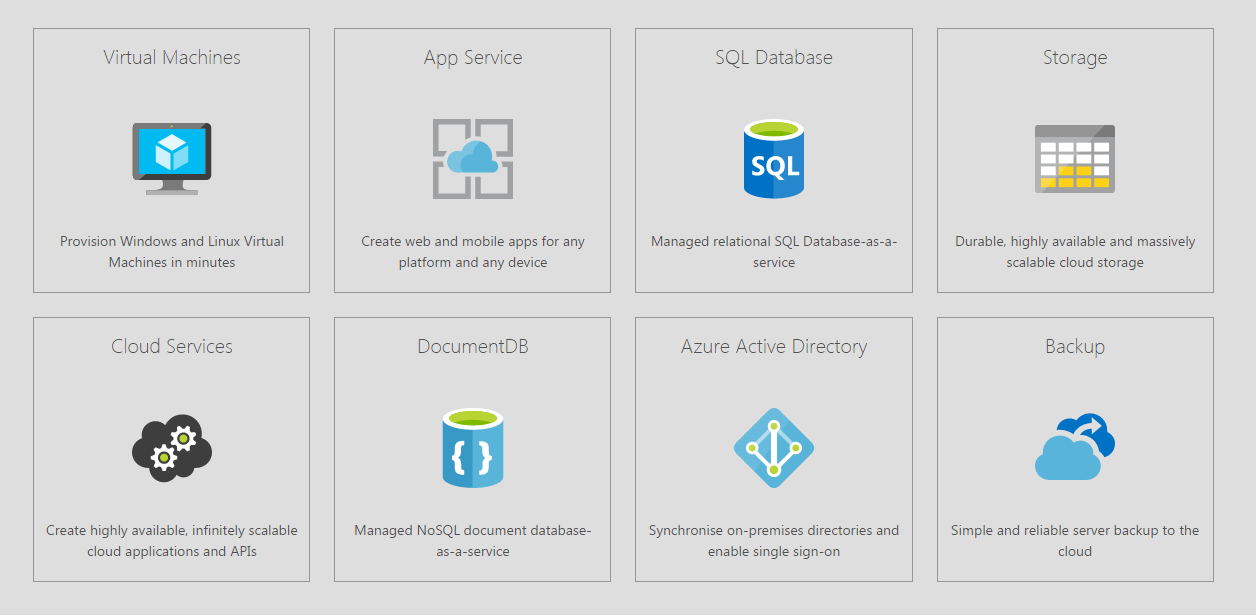 Virtual Machines
App Service
SQL Database
Storage
SQL
Provision Windows and Linux Virtual
Machines in minutes
Create web and mobile apps for any
platform and any device
Managed relational SQL Database-as-a-
service
Durable, highly available and massively
scalable cloud storage
Cloud Services
DocumentDB
Azure Active Directory
Backup
{ }
Create highly available, infinitely scalable
cloud applications and APIs
Managed NoSQL document database-
as-a-service
Synchronise on-premises directories and
enable single sign-on
Simple and reliable server backup to the
cloud